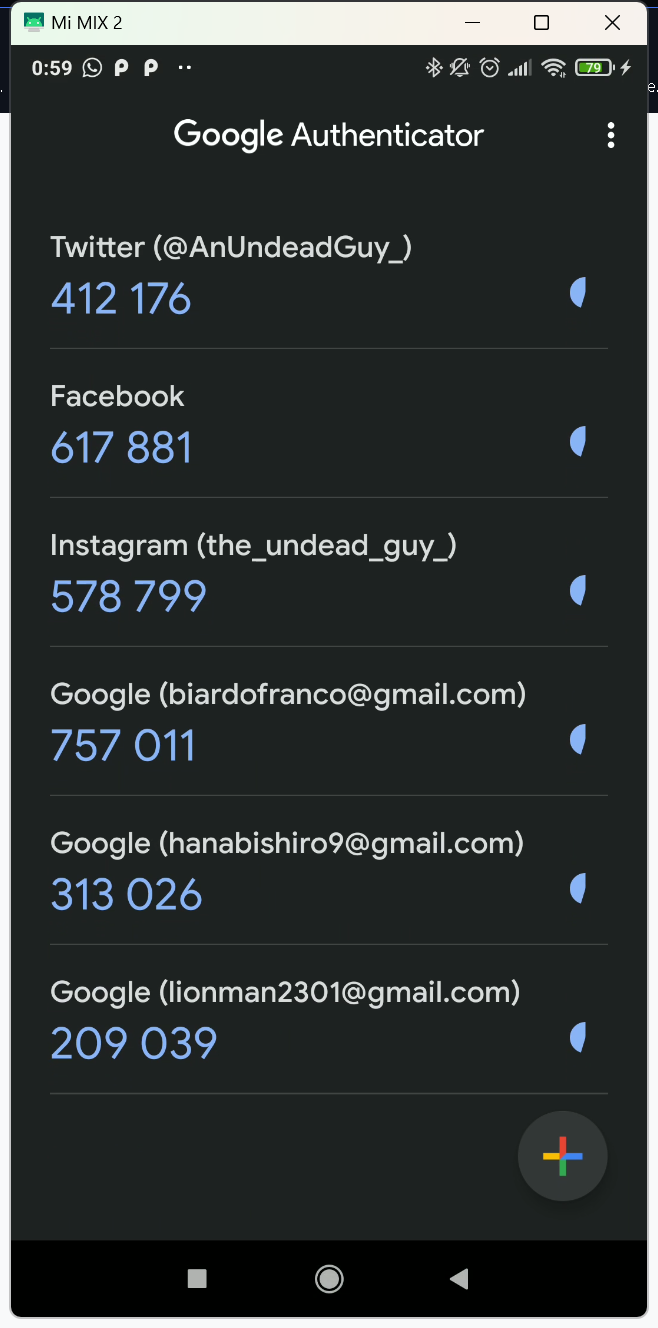 Mi MIX 2
0:59
79
Google Authenticator
Twitter (@AnUndeadGuy_)
412 176
Facebook
617 881
Instagram (the_undead_guy_)
578 799
Google (biardofranco@gmail.com)
757 011
Google (hanabishiro9@gmail.com)
313 026
Google (lionman2301@gmail.com)
209 039